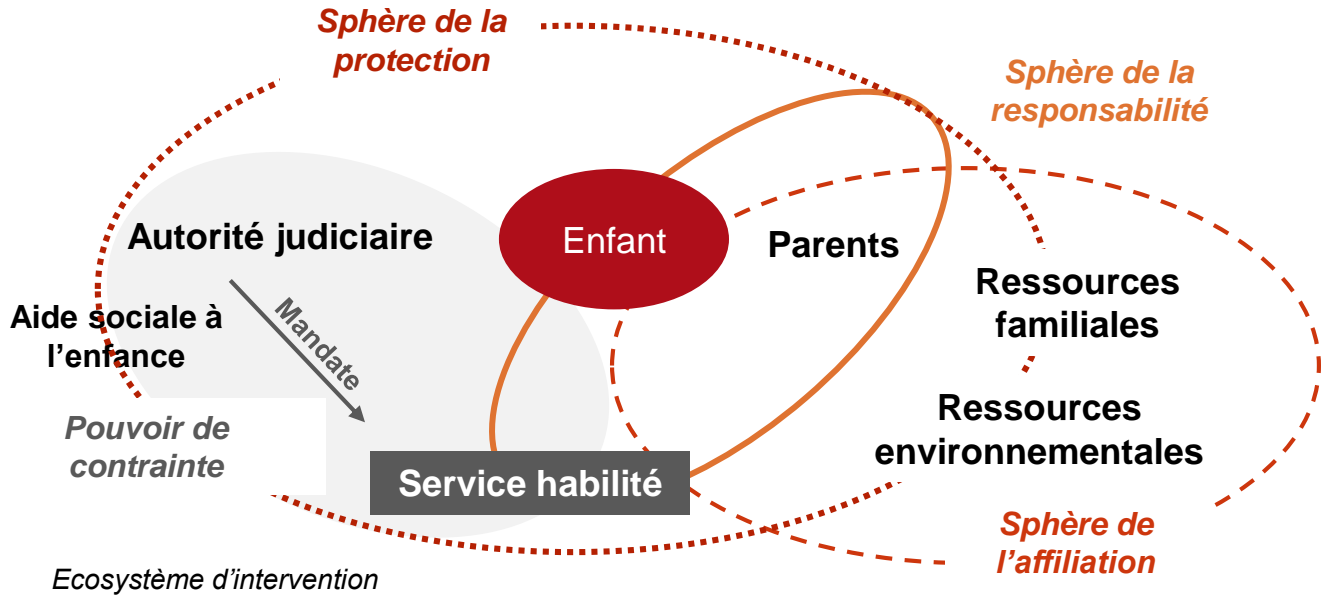 Sphère de la
protection
Sphère de la
responsabilité
Autorité judiciaire
Enfant
Parents
Ressources
familiales
Aide sociale à
l’enfance
Mandate
Ressources
environnementales
Pouvoir de
contrainte
Service habilité
Sphère de
l’affiliation
Ecosystème d’intervention